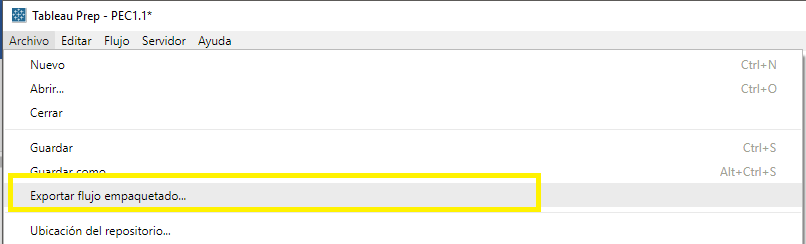 Tableau Prep - PEC1.1*
Archivo Editar Flujo Servidor Ayuda
Nuevo Ctrl+N
Abrir... Ctrl+O
Cerrar
Guardar Ctrl+S
Guardar como Alt+Ctrl+S
Exportar flujo empaquetado...
Ubicación del repositorio...